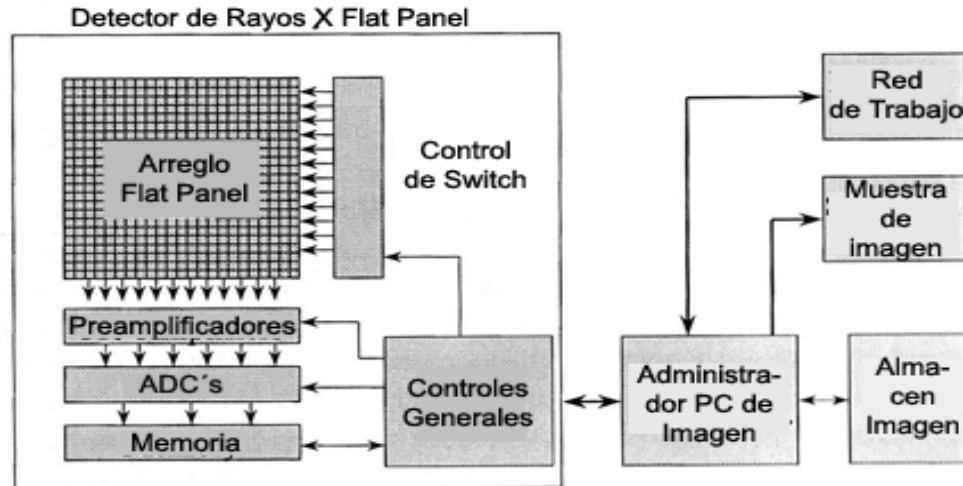 Detector de Rayos X Flat Panel
Arreglo
Flat Panel
Control
de Switch
Preamplificadores
ADC´s
Memoria
Controles
Generales
Administra-
dor PC de
Imagen
Red
de Trabajo
Muestra
de
imagen
Alma-
cen
Imagen